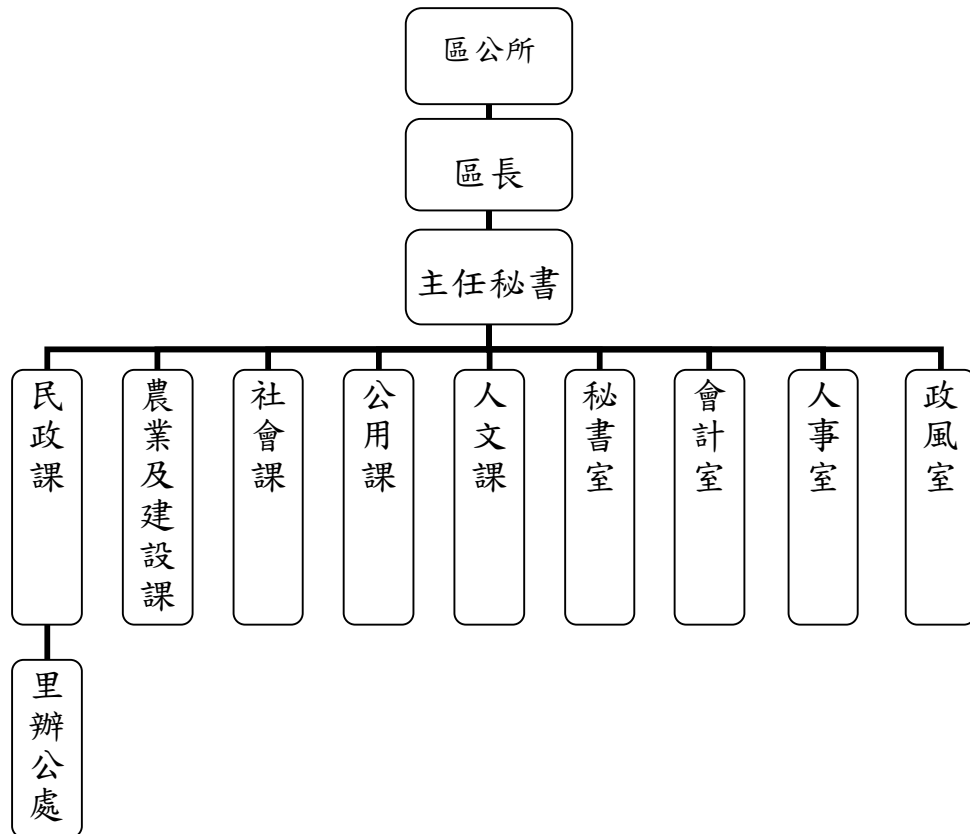 區公所
區長
主任秘書
民政課
農業及建設課
社會課
公用課
人文課
秘書室
會計室
人事室
政風室
里辦公處